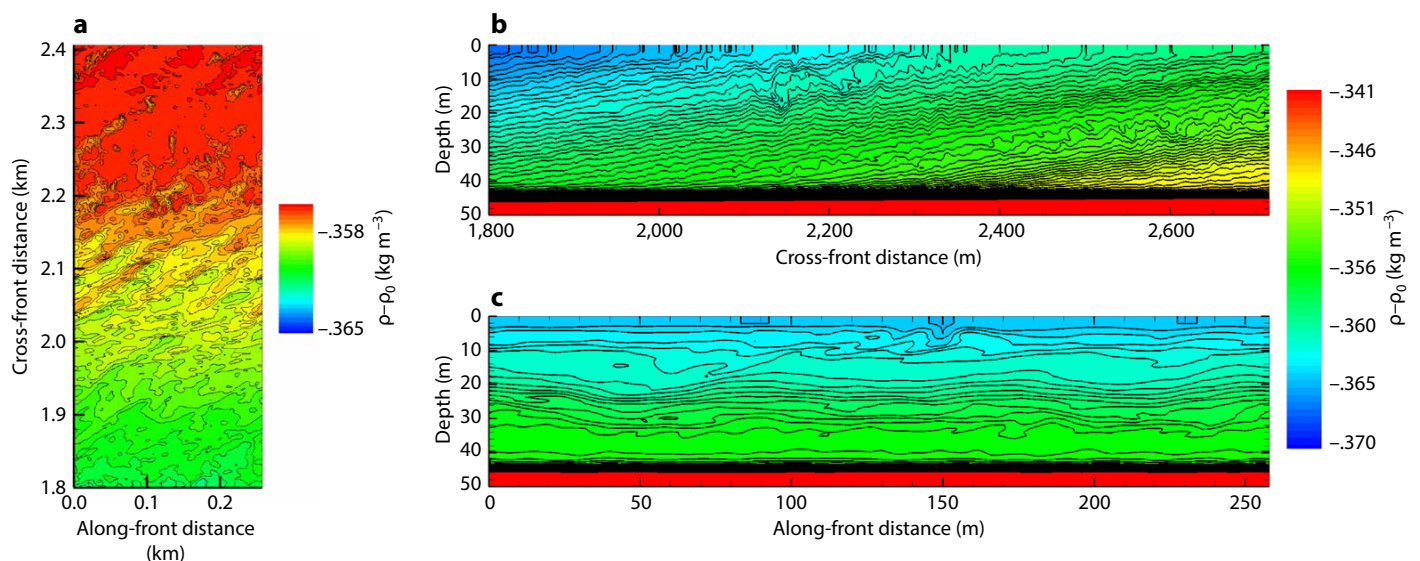 a
2.4
2.3
2.2
2.1
2.0
1.9
1.8
Cross-front distance (km)
0.0 0.1 0.2
Along-front distance
(km)
–.358
–.365
ρ–ρ0 (kg m⁻³)
b
0
10
20
30
40
50
Depth (m)
1,800 2,000 2,200 2,400 2,600
Cross-front distance (m)
c
0
10
20
30
40
50
Depth (m)
0 50 100 150 200 250
Along-front distance (m)
–.341
–.346
–.351
–.356
–.360
–.365
–.370
ρ–ρ0 (kg m⁻³)